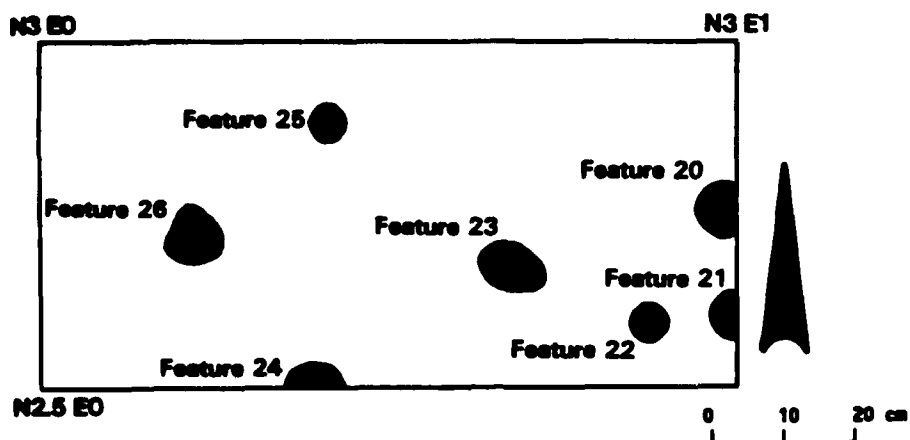 N3 E0
N3 E1
Feature 25
Feature 20
Feature 26
Feature 23
Feature 21
Feature 22
Feature 24
N2.5 E0
0 10 20 cm